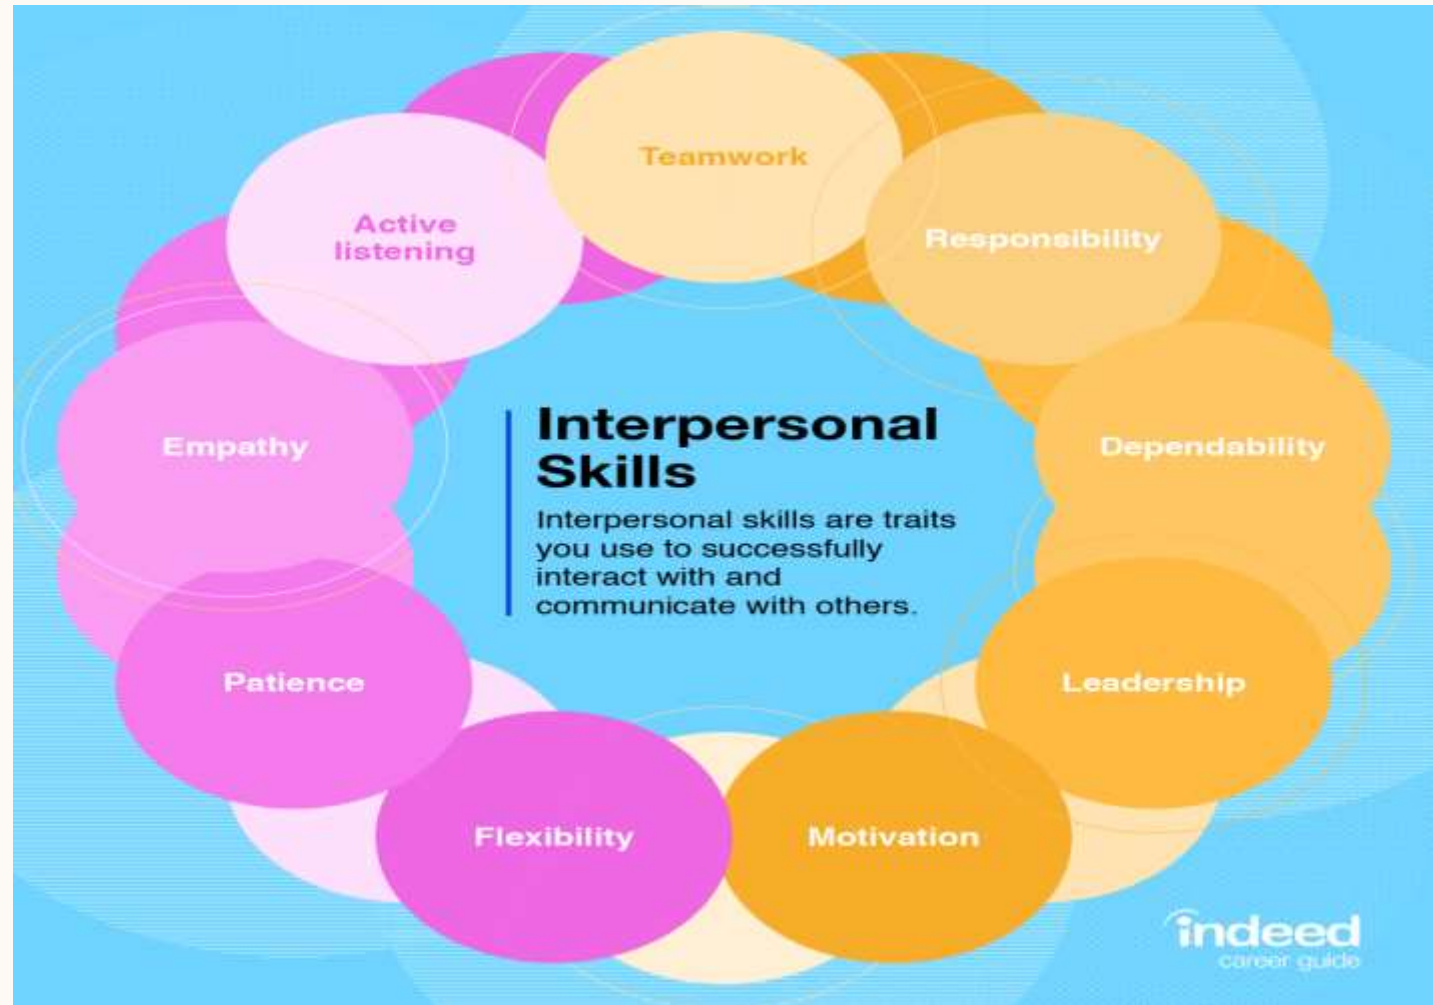 Teamwork
Active
listening
Responsibility
Empathy
Dependability
Interpersonal
Skills
Interpersonal skills are traits
you use to successfully
interact with and
communicate with others.
Patience
Leadership
Flexibility
Motivation
indeed
career guide